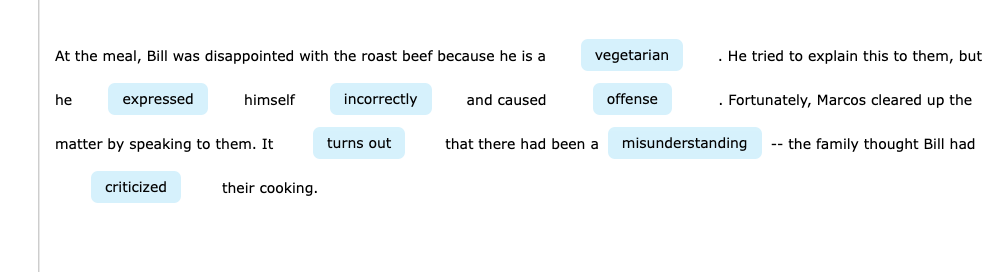 At the meal, Bill was disappointed with the roast beef because he is a vegetarian . He tried to explain this to them, but
he expressed himself incorrectly and caused offense . Fortunately, Marcos cleared up the
matter by speaking to them. It turns out that there had been a misunderstanding -- the family thought Bill had
criticized their cooking.